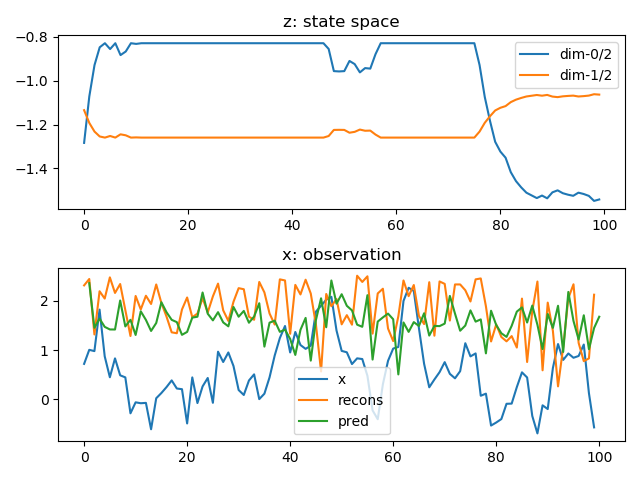 z: state space
−0.8
−1.0
−1.2
−1.4
dim-0/2
dim-1/2
0
20
40
60
80
100
x: observation
2
1
0
x
recons
pred
0
20
40
60
80
100